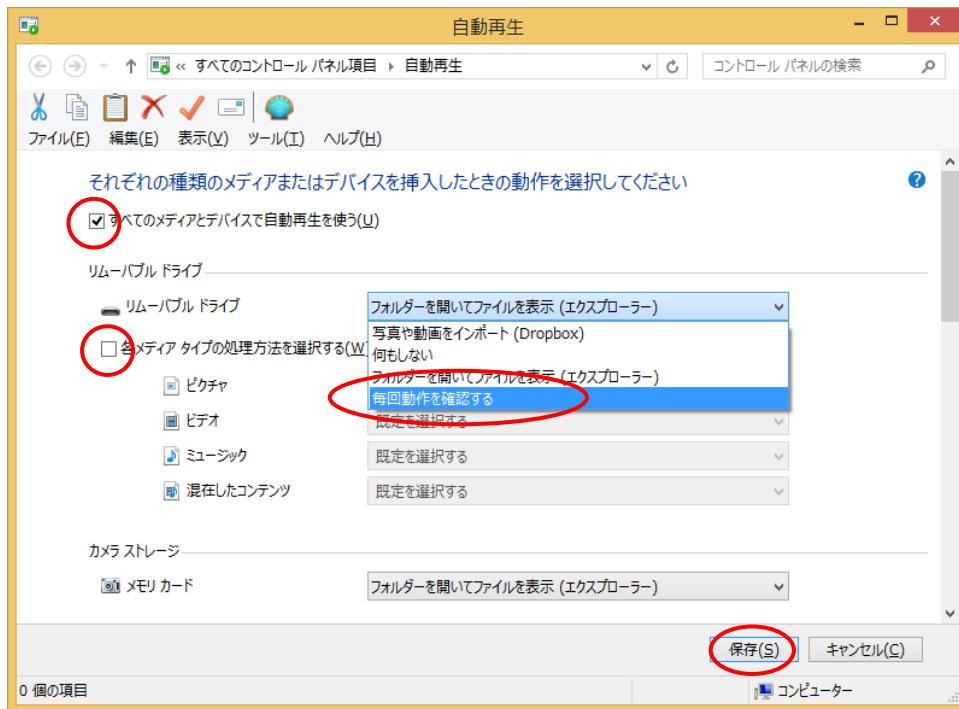 自動再生
« すべてのコントロール パネル項目 自動再生 コントロール パネルの検索
ファイル(F) 編集(E) 表示(V) ツール(T) ヘルプ(H)
それぞれの種類のメディアまたはデバイスを挿入したときの動作を選択してください
すべてのメディアとデバイスで自動再生を使う(U)
リムーバブル ドライブ
リムーバブル ドライブ フォルダーを開いてファイルを表示 (エクスプローラー)
写真や動画をインポート (Dropbox)
各メディア タイプの処理方法を選択する(W
何もしない
フォルダーを開いてファイルを表示 (エクスプローラー)
ピクチャ
毎回動作を確認する
ビデオ 既定を選択する
ミュージック 既定を選択する
混在したコンテンツ 既定を選択する
カメラ ストレージ
メモリ カード フォルダーを開いてファイルを表示 (エクスプローラー)
保存(S) キャンセル(C)
0 個の項目 コンピューター